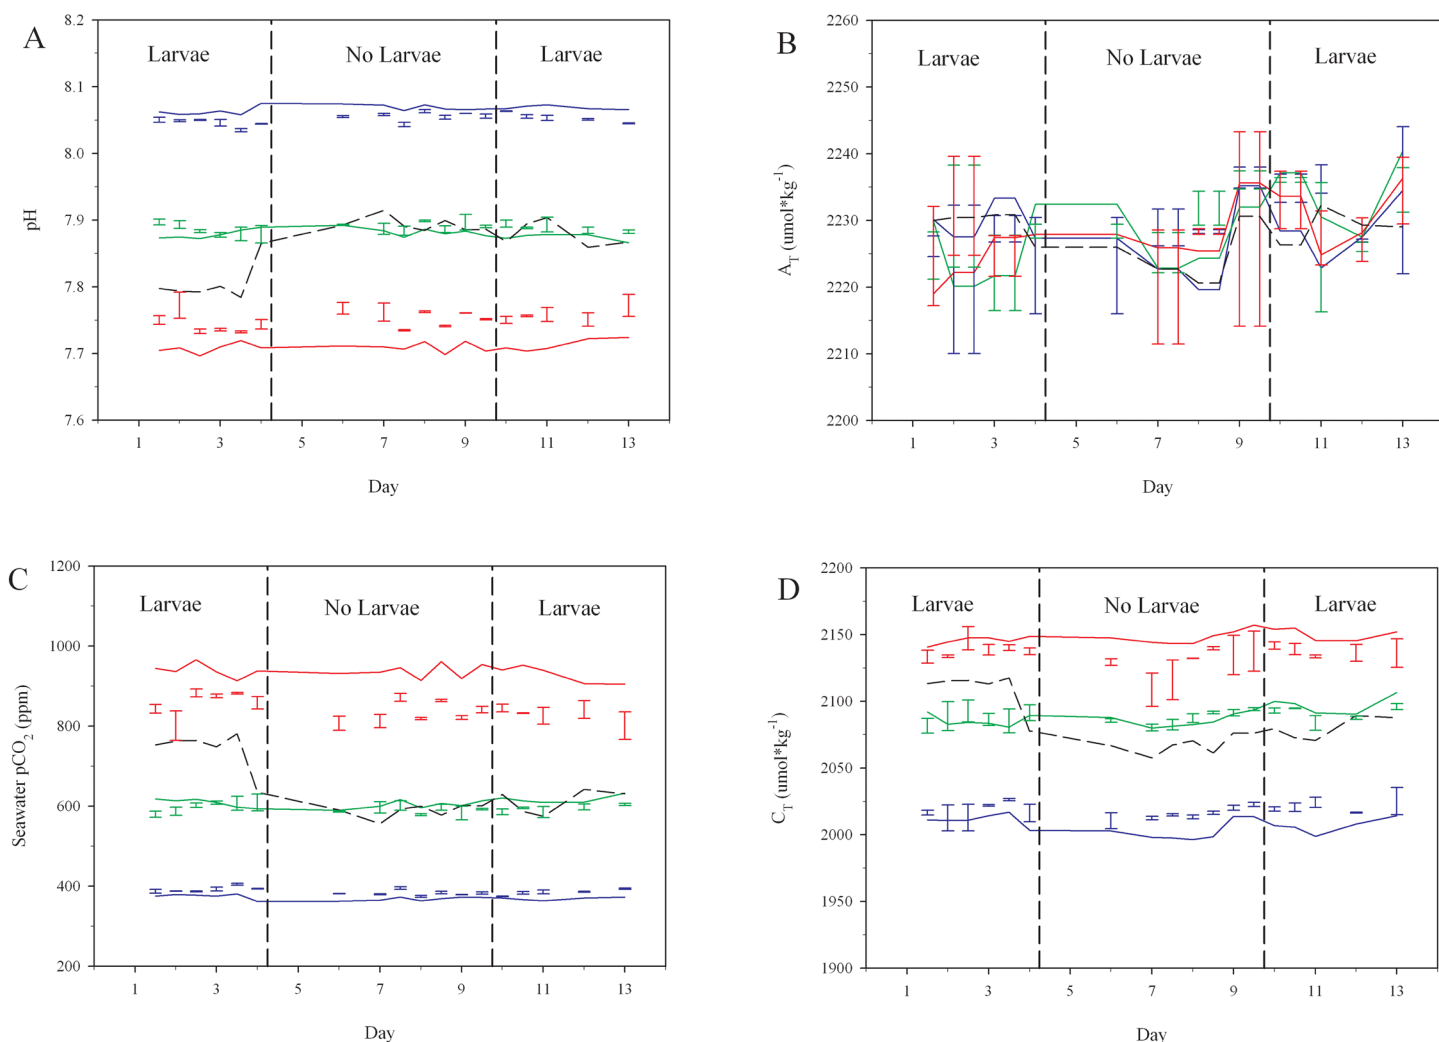 A
8.2
8.1
8.0
7.9
7.8
7.7
7.6
pH
Larvae
No Larvae
Larvae
1 3 5 7 9 11 13
Day
B
2260
2250
2240
2230
2220
2210
2200
A_T (umol*kg^-1)
Larvae
No Larvae
Larvae
1 3 5 7 9 11 13
Day
C
1200
1000
800
600
400
200
Seawater pCO_2 (ppm)
Larvae
No Larvae
Larvae
1 3 5 7 9 11 13
Day
D
2200
2150
2100
2050
2000
1950
1900
C_T (umol*kg^-1)
Larvae
No Larvae
Larvae
1 3 5 7 9 11 13
Day